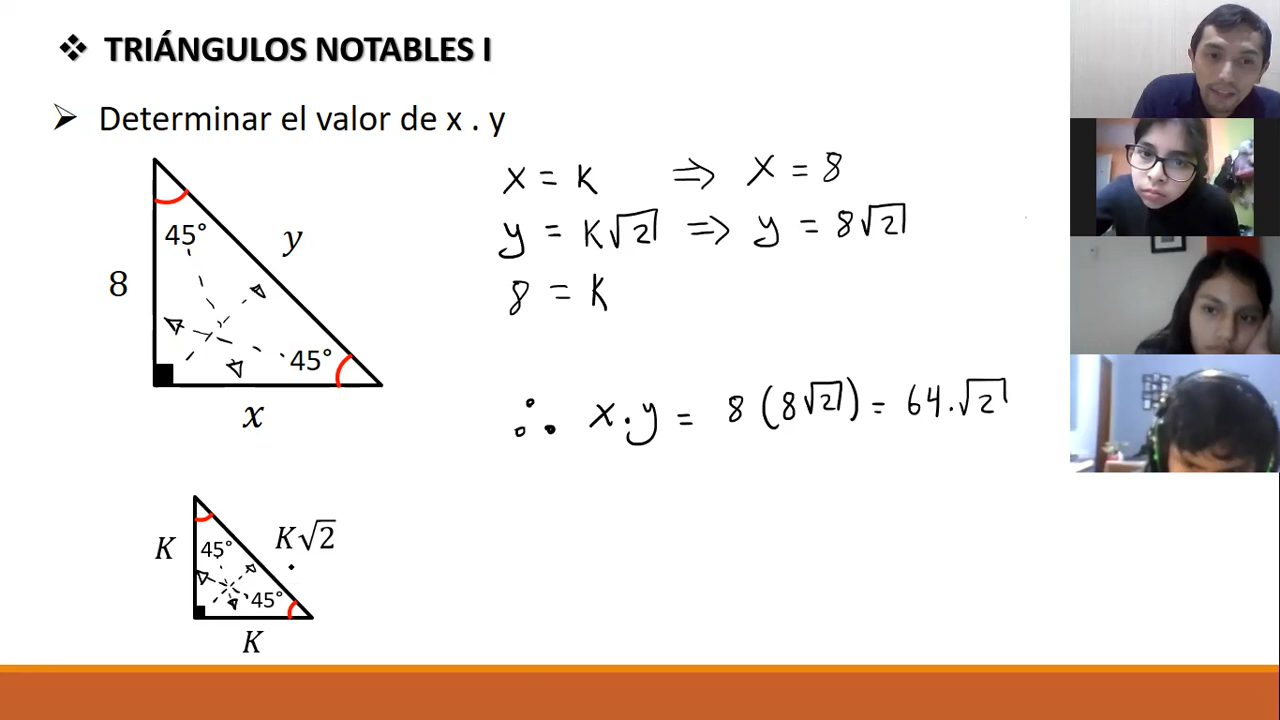 ❖ TRIÁNGULOS NOTABLES I
➢ Determinar el valor de x . y
45°
y
8
45°
x
x = K ⇒ x = 8
y = K√2 ⇒ y = 8√2
8 = K
∴ x.y = 8(8√2) = 64.√2
K
45°
K√2
45°
K